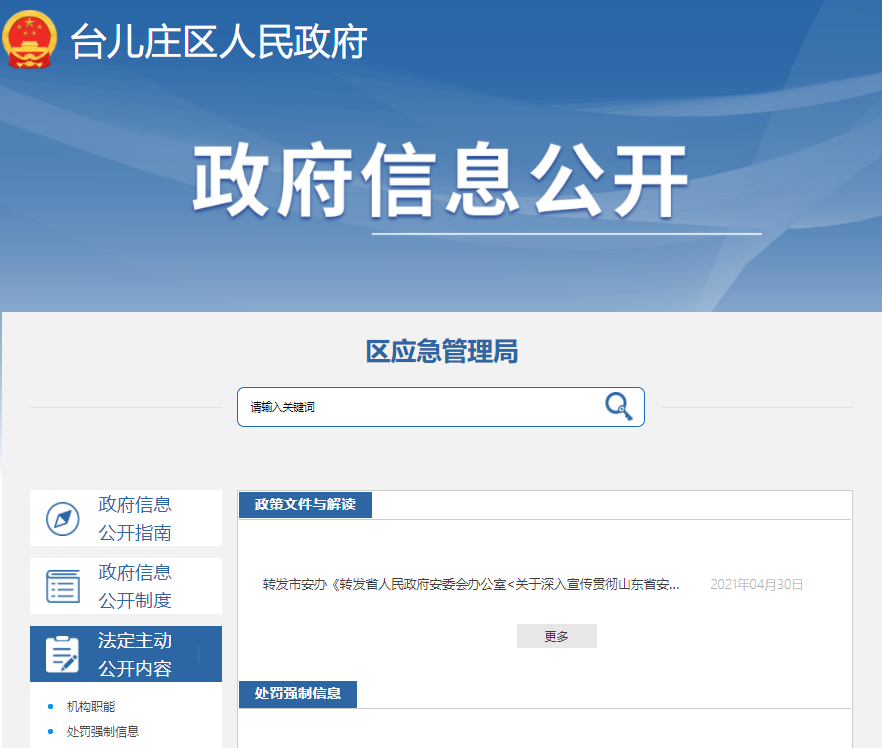 台儿庄区人民政府
政府信息公开
区应急管理局
请输入关键词
政府信息
公开指南
政府信息
公开制度
法定主动
公开内容
机构职能
处罚强制信息
政策文件与解读
转发市安办《转发省人民政府安委会办公室<关于深入宣传贯彻山东省安... 2021年04月30日
更多
处罚强制信息